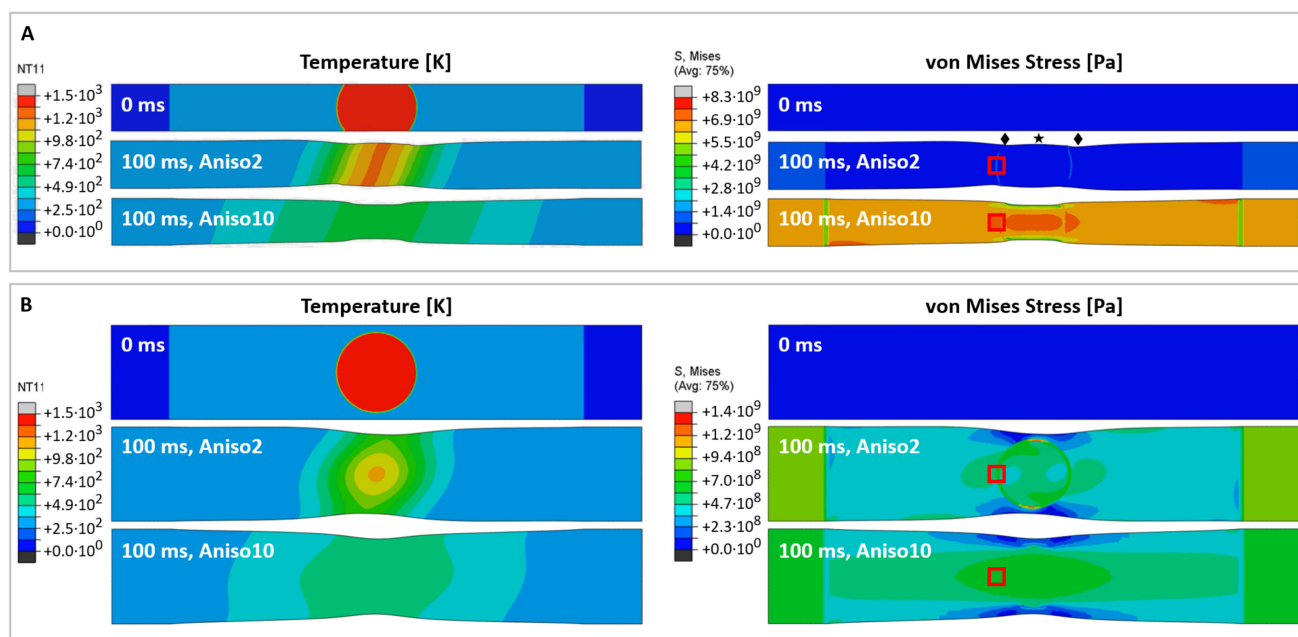 A
Temperature [K]
von Mises Stress [Pa]
NT11
+1.5·10³
+1.2·10³
+9.8·10²
+7.4·10²
+4.9·10²
+2.5·10²
+0.0·10⁰
0 ms
100 ms, Aniso2
100 ms, Aniso10
S, Mises
(Avg: 75%)
+8.3·10⁹
+6.9·10⁹
+5.5·10⁹
+4.2·10⁹
+2.8·10⁹
+1.4·10⁹
+0.0·10⁰
0 ms
100 ms, Aniso2
100 ms, Aniso10
B
Temperature [K]
von Mises Stress [Pa]
NT11
+1.5·10³
+1.2·10³
+9.8·10²
+7.4·10²
+4.9·10²
+2.5·10²
+0.0·10⁰
0 ms
100 ms, Aniso2
100 ms, Aniso10
S, Mises
(Avg: 75%)
+1.4·10⁹
+1.2·10⁹
+9.4·10⁸
+7.0·10⁸
+4.7·10⁸
+2.3·10⁸
+0.0·10⁰
0 ms
100 ms, Aniso2
100 ms, Aniso10